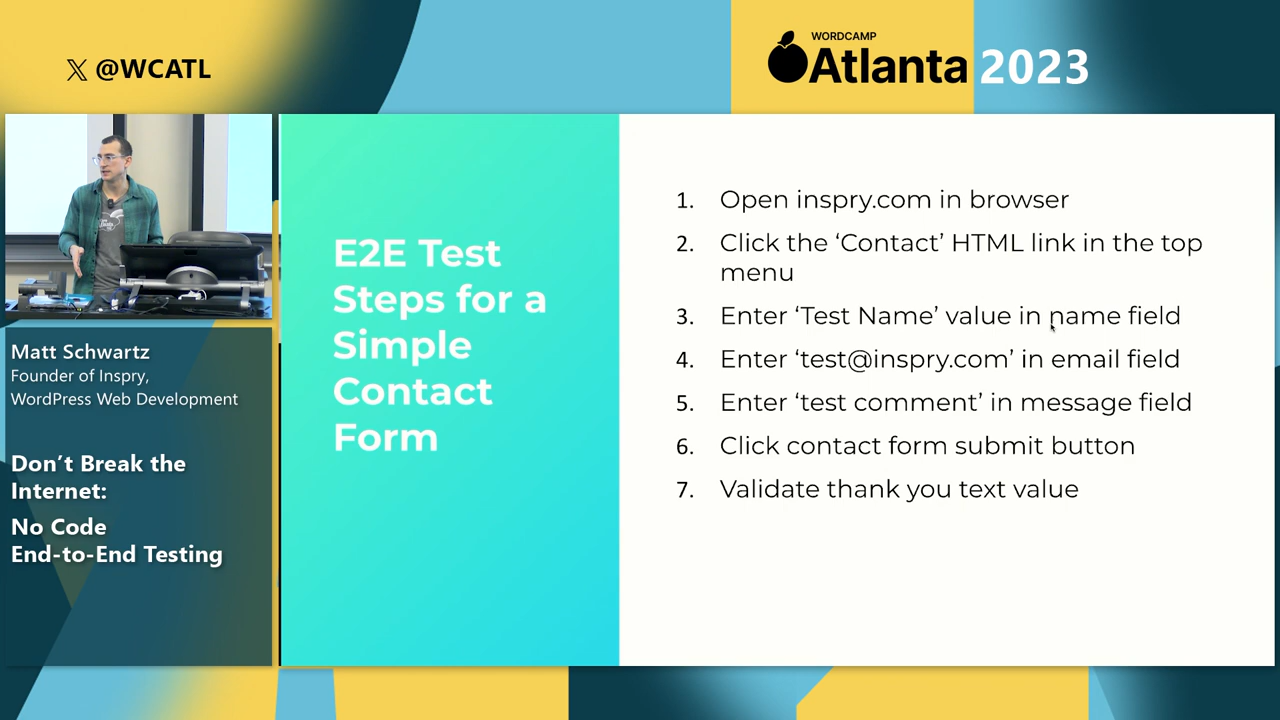 𝕏 @WCATL
WORDCAMP
Atlanta 2023
Matt Schwartz
Founder of Inspry,
WordPress Web Development
Don’t Break the
Internet:
No Code
End-to-End Testing
E2E Test
Steps for a
Simple
Contact
Form
1. Open inspry.com in browser
2. Click the ‘Contact’ HTML link in the top
menu
3. Enter ‘Test Name’ value in name field
4. Enter ‘test@inspry.com’ in email field
5. Enter ‘test comment’ in message field
6. Click contact form submit button
7. Validate thank you text value